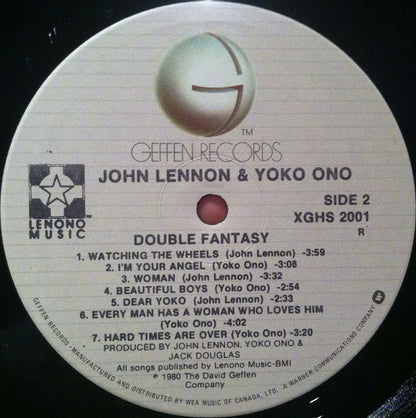 G
TM
GEFFEN RECORDS
JOHN LENNON & YOKO ONO
LENONO
MUSIC
SIDE 2
XGHS 2001
R
DOUBLE FANTASY
1. WATCHING THE WHEELS (John Lennon) -3:59
2. I'M YOUR ANGEL (Yoko Ono) -3:08
3. WOMAN (John Lennon) -3:32
4. BEAUTIFUL BOYS (Yoko Ono) -2:54
5. DEAR YOKO (John Lennon) -2:33
6. EVERY MAN HAS A WOMAN WHO LOVES HIM
(Yoko Ono) -4:02
7. HARD TIMES ARE OVER (Yoko Ono) -3:20
PRODUCED BY JOHN LENNON, YOKO ONO &
JACK DOUGLAS
All songs published by Lenono Music-BMI
℗ 1980 The David Geffen
Company
GEFFEN RECORDS - MANUFACTURED AND DISTRIBUTED BY WEA MUSIC OF CANADA, LTD. A WARNER COMMUNICATIONS COMPANY